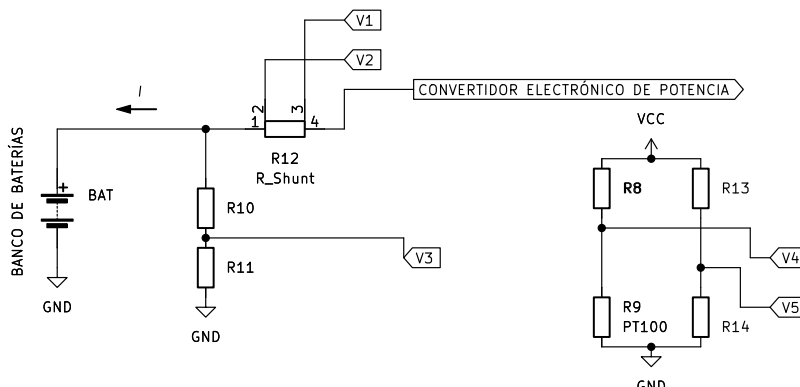 V1
V2
CONVERTIDOR ELECTRÓNICO DE POTENCIA
I
2
3
1
4
VCC
R12
R_Shunt
BANCO DE BATERÍAS
+
BAT
R10
R8
R13
V3
V4
R11
GND
GND
R9
PT100
R14
V5
GND